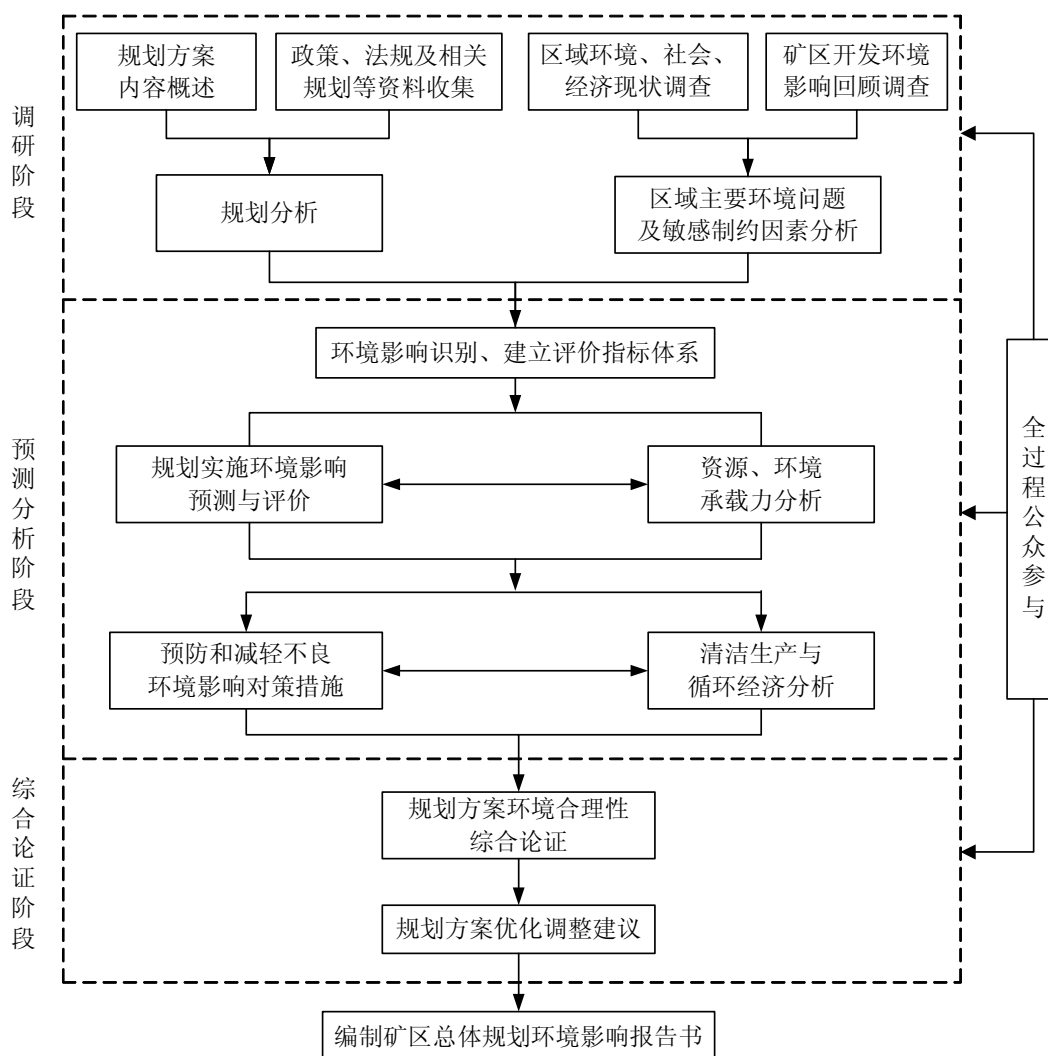 调研阶段
规划方案
内容概述
政策、法规及相关
规划等资料收集
区域环境、社会、
经济现状调查
矿区开发环境
影响回顾调查
规划分析
区域主要环境问题
及敏感制约因素分析
预测分析阶段
环境影响识别、建立评价指标体系
规划实施环境影响
预测与评价
资源、环境
承载力分析
预防和减轻不良
环境影响对策措施
清洁生产与
循环经济分析
全过程公众参与
综合论证阶段
规划方案环境合理性
综合论证
规划方案优化调整建议
编制矿区总体规划环境影响报告书